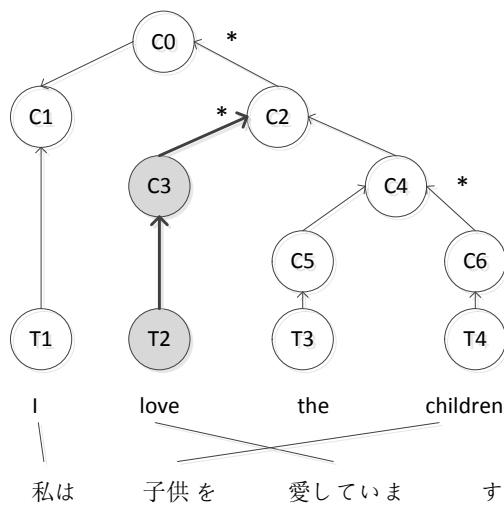 C0 *
C1 * C2
C3 C4 *
C5 C6
T1 T2 T3 T4
I love the children
私は 子供 を 愛していま す